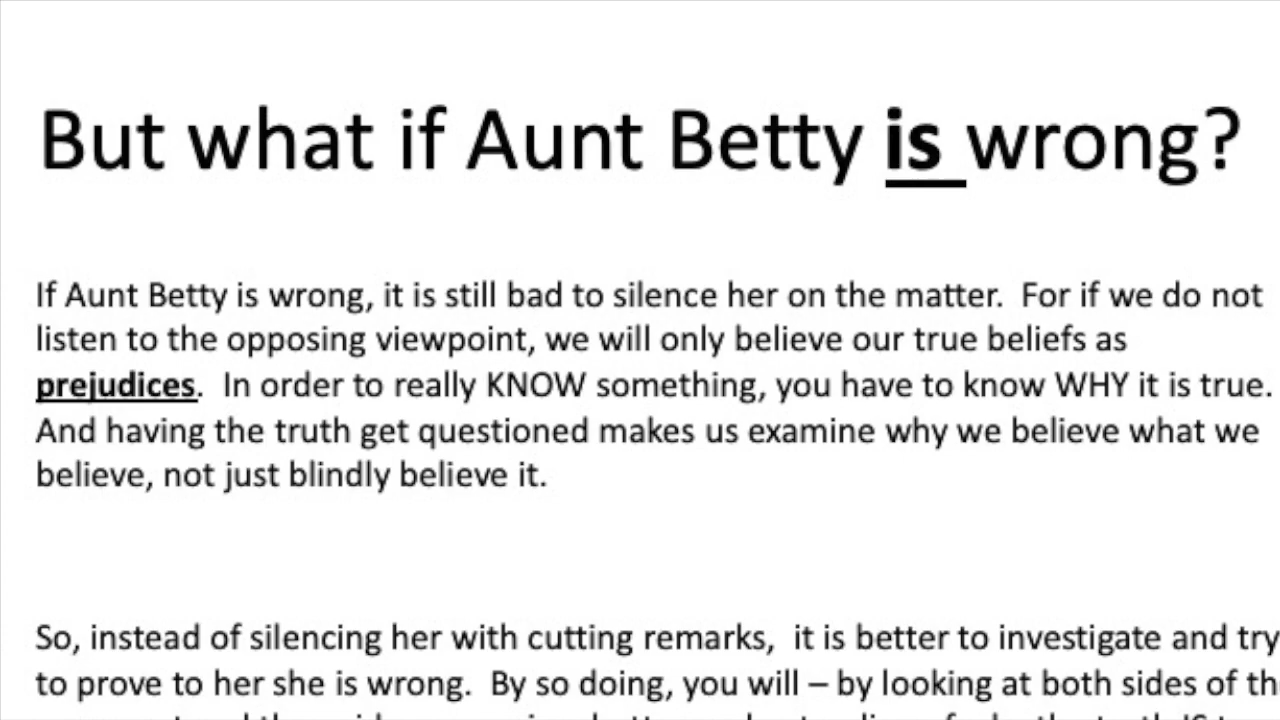 But what if Aunt Betty is wrong?
If Aunt Betty is wrong, it is still bad to silence her on the matter.  For if we do not
listen to the opposing viewpoint, we will only believe our true beliefs as
prejudices.  In order to really KNOW something, you have to know WHY it is true.
And having the truth get questioned makes us examine why we believe what we
believe, not just blindly believe it.
So, instead of silencing her with cutting remarks,  it is better to investigate and try
to prove to her she is wrong.  By so doing, you will – by looking at both sides of th